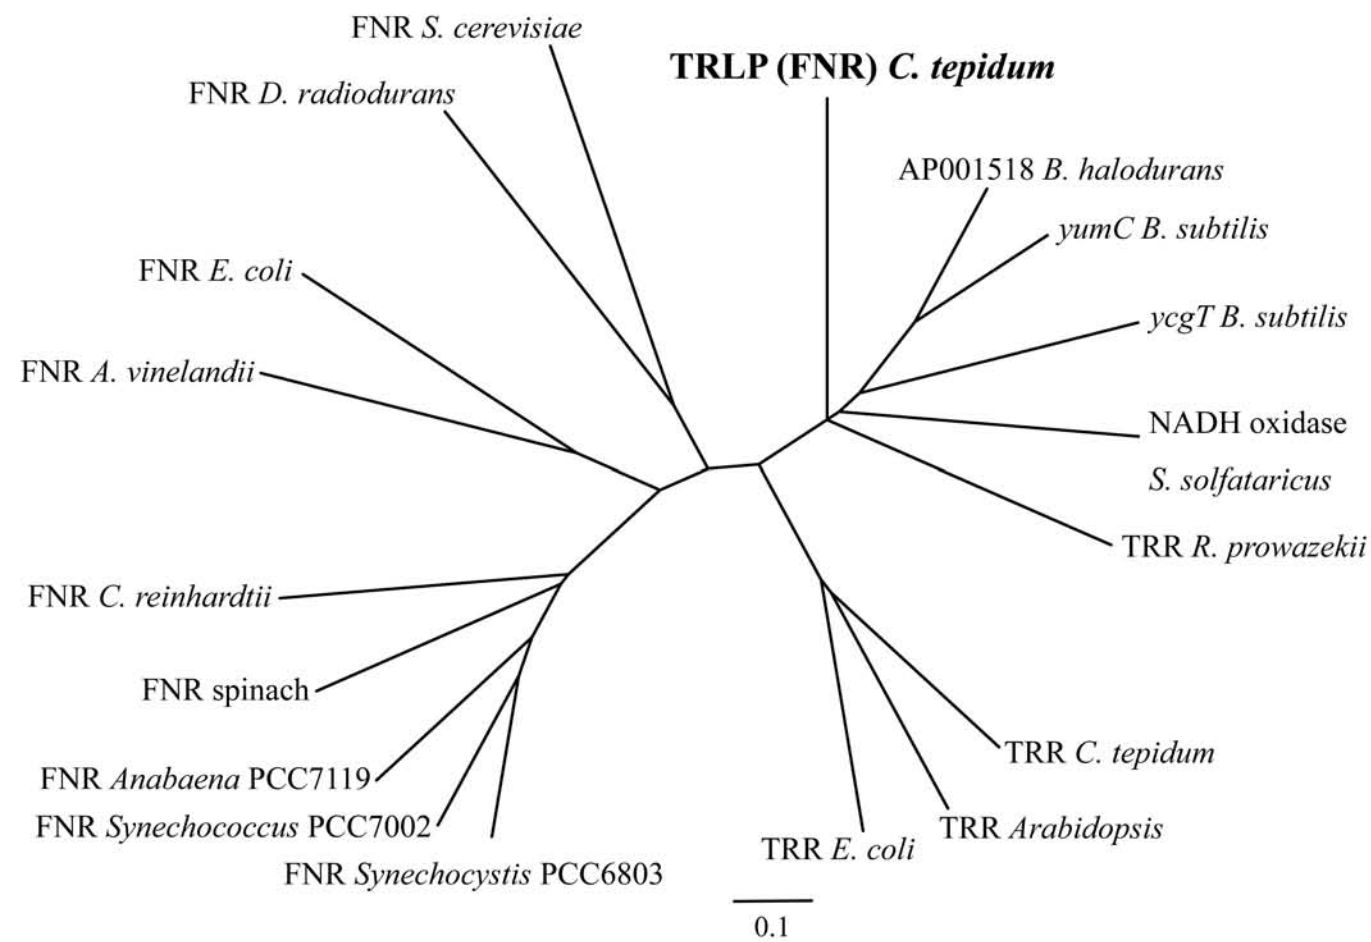 FNR S. cerevisiae
TRLP (FNR) C. tepidum
FNR D. radiodurans
AP001518 B. halodurans
yumC B. subtilis
FNR E. coli
ycgT B. subtilis
FNR A. vinelandii
NADH oxidase
S. solfataricus
TRR R. prowazekii
FNR C. reinhardtii
FNR spinach
TRR C. tepidum
FNR Anabaena PCC7119
FNR Synechococcus PCC7002
TRR Arabidopsis
TRR E. coli
FNR Synechocystis PCC6803
0.1